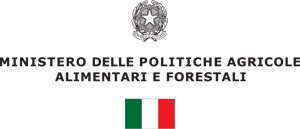 MINISTERO DELLE POLITICHE AGRICOLE
ALIMENTARI E FORESTALI